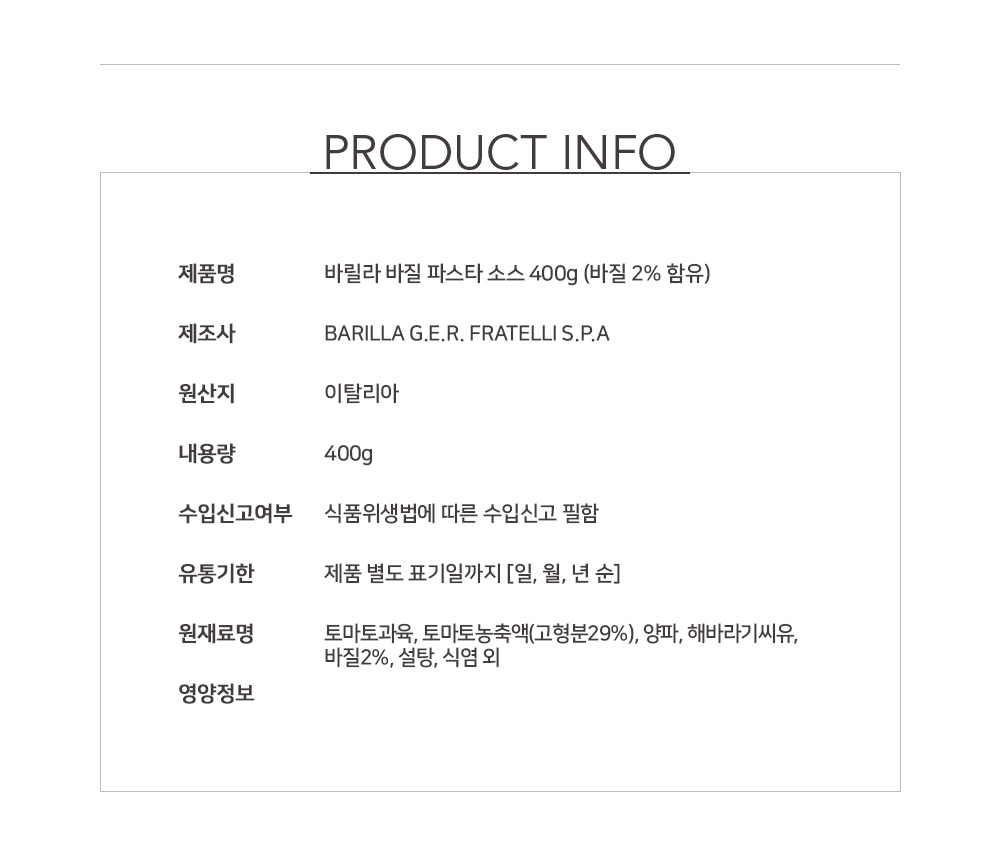 PRODUCT INFO
제품명 바릴라 바질 파스타 소스 400g (바질 2% 함유)
제조사 BARILLA G.E.R. FRATELLI S.P.A
원산지 이탈리아
내용량 400g
수입신고여부 식품위생법에 따른 수입신고 필함
유통기한 제품 별도 표기일까지 [일, 월, 년 순]
원재료명 토마토과육, 토마토농축액(고형분29%), 양파, 해바라기씨유,
바질2%, 설탕, 식염 외
영양정보